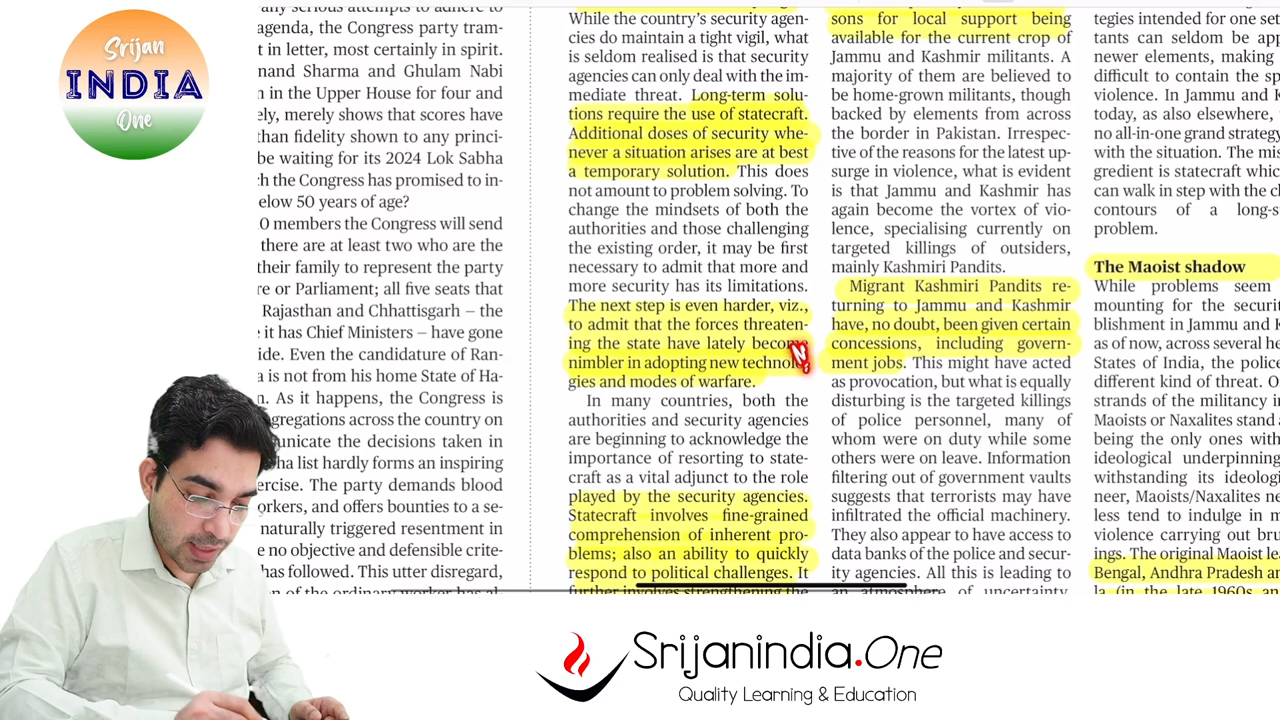 Srijan
INDIA
One
any serious attempts to adhere to
agenda, the Congress party tram-
t in letter, most certainly in spirit.
nand Sharma and Ghulam Nabi
n in the Upper House for four and
ely, merely shows that scores have
than fidelity shown to any princi-
be waiting for its 2024 Lok Sabha
h the Congress has promised to in-
elow 50 years of age?
0 members the Congress will send
there are at least two who are the
their family to represent the party
re or Parliament; all five seats that
Rajasthan and Chhattisgarh – the
e it has Chief Ministers – have gone
ide. Even the candidature of Ran-
a is not from his home State of Ha-
n. As it happens, the Congress is
gregations across the country on
unicate the decisions taken in
ha list hardly forms an inspiring
ercise. The party demands blood
orkers, and offers bounties to a se-
naturally triggered resentment in
e no objective and defensible crite-
has followed. This utter disregard,
n of the ordinary worker has al-
While the country's security agen-
cies do maintain a tight vigil, what
is seldom realised is that security
agencies can only deal with the im-
mediate threat. Long-term solu-
tions require the use of statecraft.
Additional doses of security whe-
never a situation arises are at best
a temporary solution. This does
not amount to problem solving. To
change the mindsets of both the
authorities and those challenging
the existing order, it may be first
necessary to admit that more and
more security has its limitations.
The next step is even harder, viz.,
to admit that the forces threaten-
ing the state have lately become
nimbler in adopting new technolo-
gies and modes of warfare.
In many countries, both the
authorities and security agencies
are beginning to acknowledge the
importance of resorting to state-
craft as a vital adjunct to the role
played by the security agencies.
Statecraft involves fine-grained
comprehension of inherent pro-
blems; also an ability to quickly
respond to political challenges. It
further involves strengthening the
sons for local support being
available for the current crop of
Jammu and Kashmir militants. A
majority of them are believed to
be home-grown militants, though
backed by elements from across
the border in Pakistan. Irrespec-
tive of the reasons for the latest up-
surge in violence, what is evident
is that Jammu and Kashmir has
again become the vortex of vio-
lence, specialising currently on
targeted killings of outsiders,
mainly Kashmiri Pandits.
Migrant Kashmiri Pandits re-
turning to Jammu and Kashmir
have, no doubt, been given certain
concessions, including govern-
ment jobs. This might have acted
as provocation, but what is equally
disturbing is the targeted killings
of police personnel, many of
whom were on duty while some
others were on leave. Information
filtering out of government vaults
suggests that terrorists may have
infiltrated the official machinery.
They also appear to have access to
data banks of the police and secur-
ity agencies. All this is leading to
an atmosphere of uncertainty,
tegies intended for one set
tants can seldom be app
newer elements, making
difficult to contain the sp
violence. In Jammu and K
today, as also elsewhere,
no all-in-one grand strategy
with the situation. The mis
gredient is statecraft whic
can walk in step with the c
contours of a long-s
problem.
The Maoist shadow
While problems seem
mounting for the securit
blishment in Jammu and K
as of now, across several he
States of India, the police
different kind of threat. O
strands of the militancy in
Maoists or Naxalites stand a
being the only ones with
ideological underpinning
withstanding its ideologi
neer, Maoists/Naxalites ne
less tend to indulge in m
violence carrying out bru
ings. The original Maoist lea
Bengal, Andhra Pradesh an
la (in the late 1960s an
Srijanindia.One
Quality Learning & Education